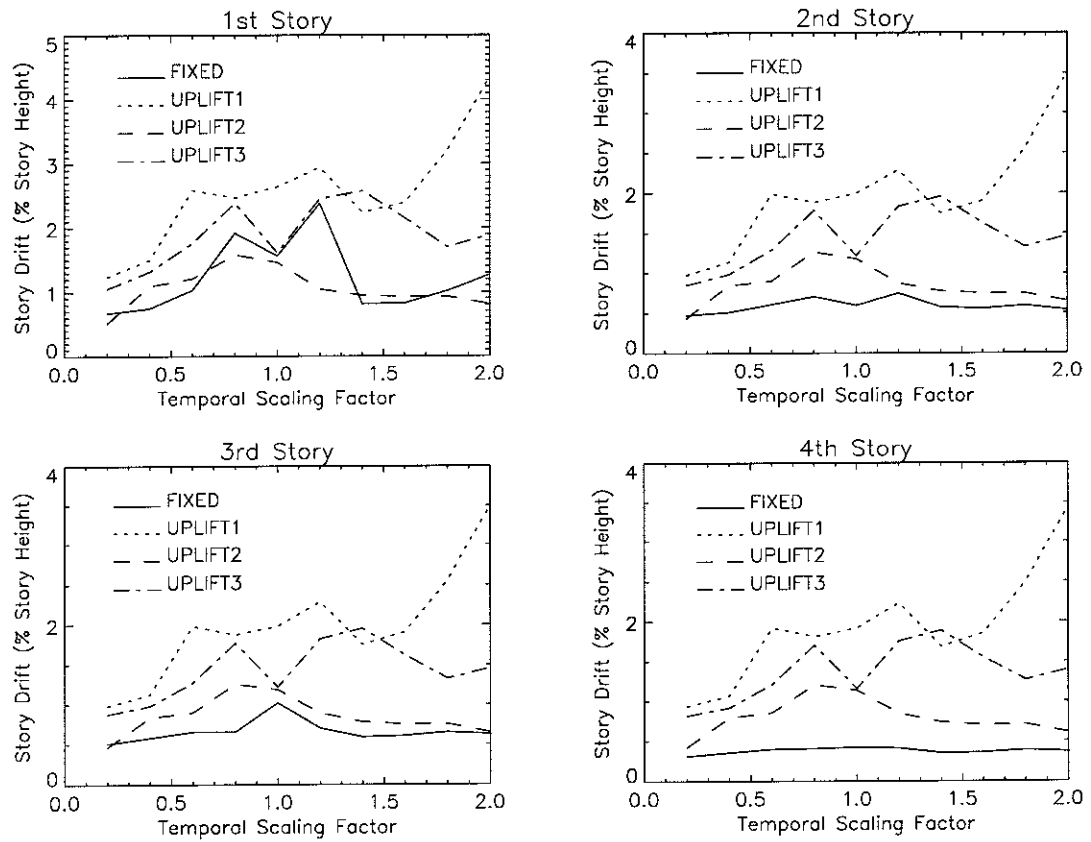 1st Story
Story Drift (% Story Height)
5
4
3
2
1
0
FIXED
UPLIFT1
UPLIFT2
UPLIFT3
0.0
0.5
1.0
1.5
2.0
Temporal Scaling Factor
2nd Story
Story Drift (% Story Height)
4
2
0
FIXED
UPLIFT1
UPLIFT2
UPLIFT3
0.0
0.5
1.0
1.5
2.0
Temporal Scaling Factor
3rd Story
Story Drift (% Story Height)
4
2
0
FIXED
UPLIFT1
UPLIFT2
UPLIFT3
0.0
0.5
1.0
1.5
2.0
Temporal Scaling Factor
4th Story
Story Drift (% Story Height)
4
2
0
FIXED
UPLIFT1
UPLIFT2
UPLIFT3
0.0
0.5
1.0
1.5
2.0
Temporal Scaling Factor